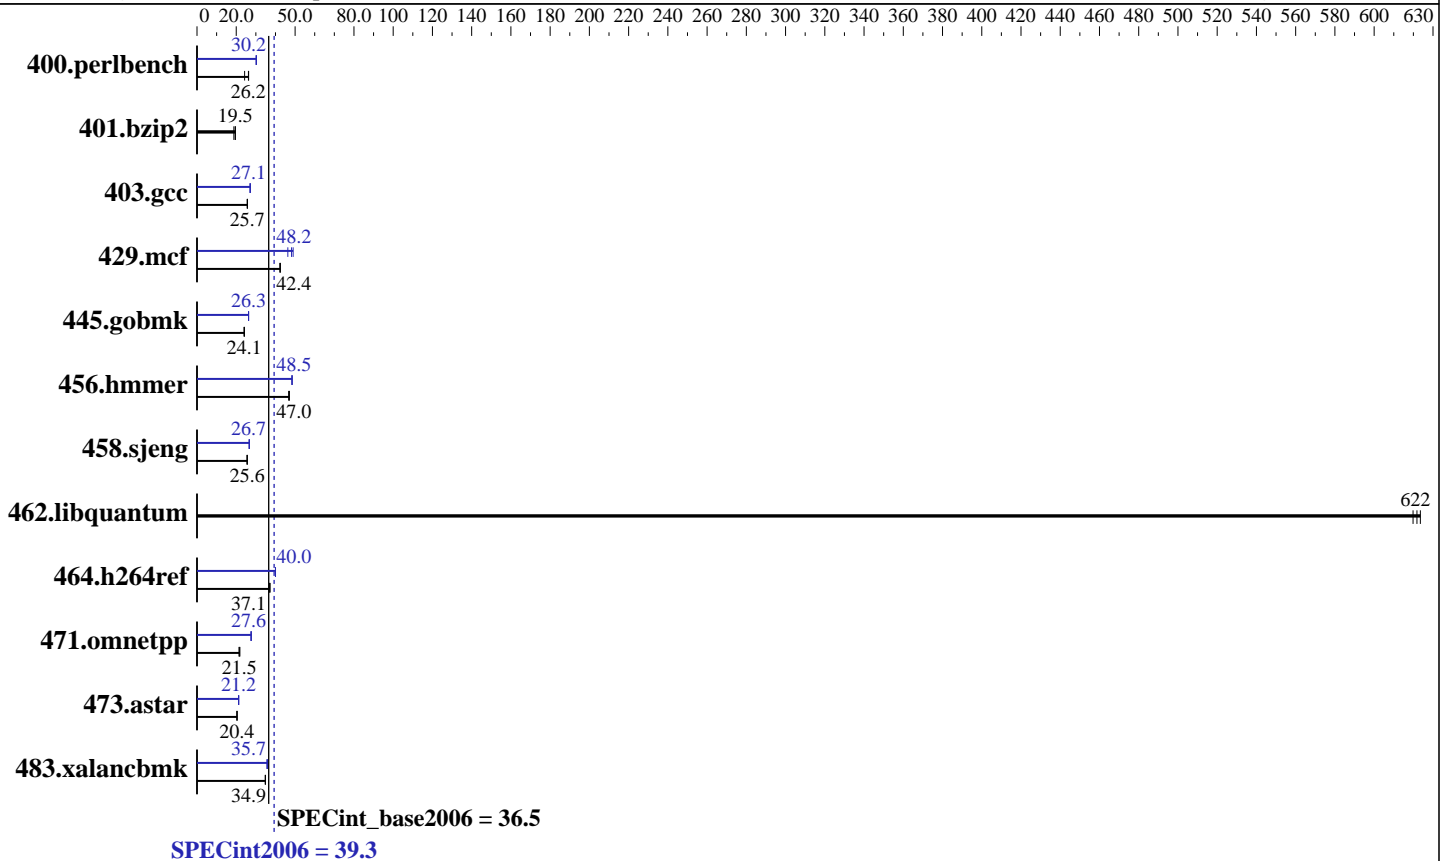 0 20.0 50.0 80.0 100 120 140 160 180 200 220 240 260 280 300 320 340 360 380 400 420 440 460 480 500 520 540 560 580 600 630
30.2
400.perlbench
26.2
19.5
401.bzip2
27.1
403.gcc
25.7
48.2
429.mcf
42.4
26.3
445.gobmk
24.1
48.5
456.hmmer
47.0
26.7
458.sjeng
25.6
622
462.libquantum
40.0
464.h264ref
37.1
27.6
471.omnetpp
21.5
21.2
473.astar
20.4
35.7
483.xalancbmk
34.9
SPECint_base2006 = 36.5
SPECint2006 = 39.3